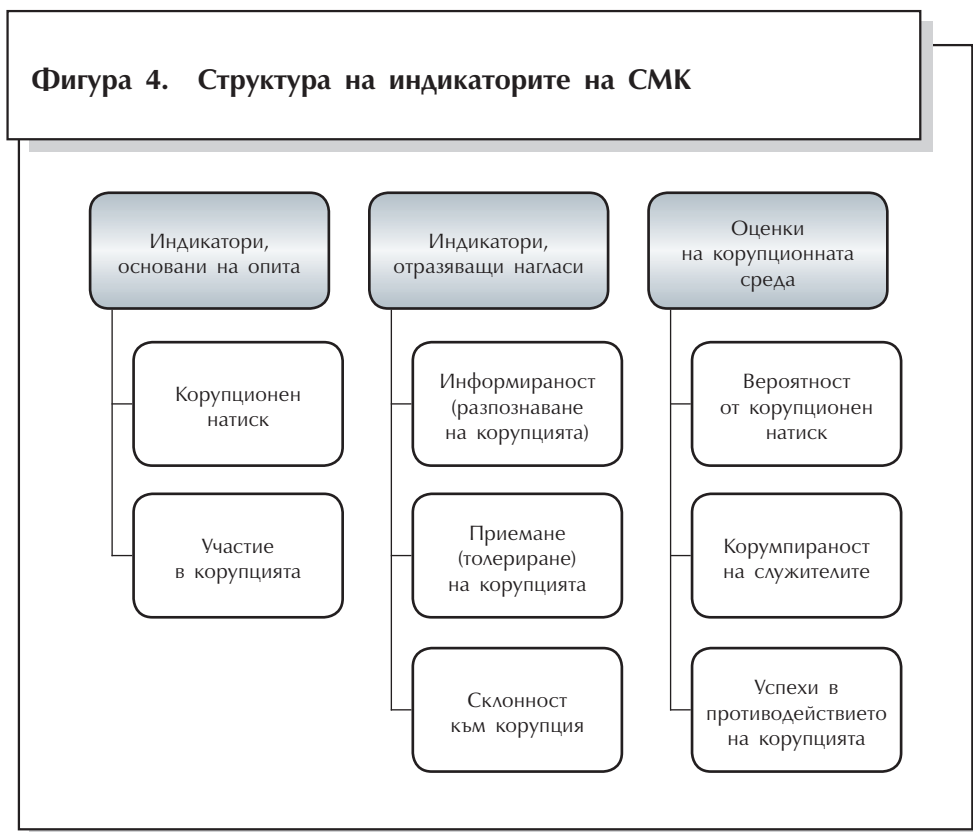 Фигура 4. Структура на индикаторите на СМК
Индикатори,
основани на опита
Корупционен
натиск
Участие
в корупцията
Индикатори,
отразяващи нагласи
Информираност
(разпознаване
на корупцията)
Приемане
(толериране)
на корупцията
Склонност
към корупция
Оценки
на корупционната
среда
Вероятност
от корупционен
натиск
Корумпираност
на служителите
Успехи в
противодействието
на корупцията